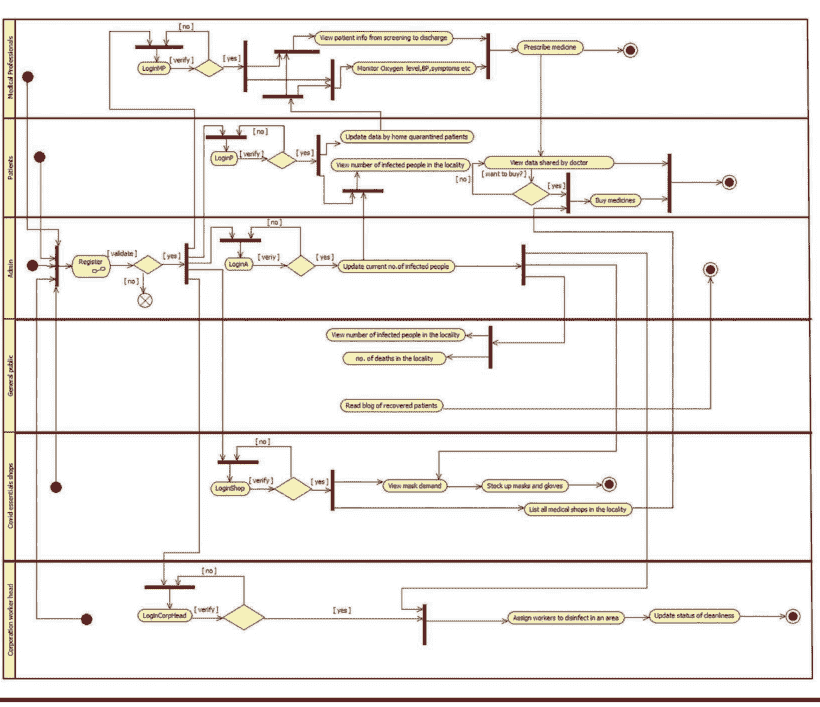 Medical Professionals
[no]
View patient info from screening to discharge
Prescribe medicine
LoginMP
[verify]
[yes]
Monitor Oxygen level,BP,symptoms etc
Patients
[no]
Update data by home quarantined patients
LoginP
[verify]
[yes]
View number of infected people in the locality
View data shared by doctor
[want to buy?]
[no]
[yes]
Buy medicines
Admin
[no]
Register
[validate]
[yes]
[no]
LoginA
[veriy]
[yes]
Update current no.of infected people
General public
View number of infected people in the locality
no. of deaths in the locality
Read blog of recovered patients
Covid essentials shops
[no]
LoginShop
[verify]
[yes]
View mask demand
Stock up masks and gloves
List all medical shops in the locality
Corporation worker head
[no]
LoginCorpHead
[verify]
[yes]
Assign workers to disinfect in an area
Update status of cleanliness